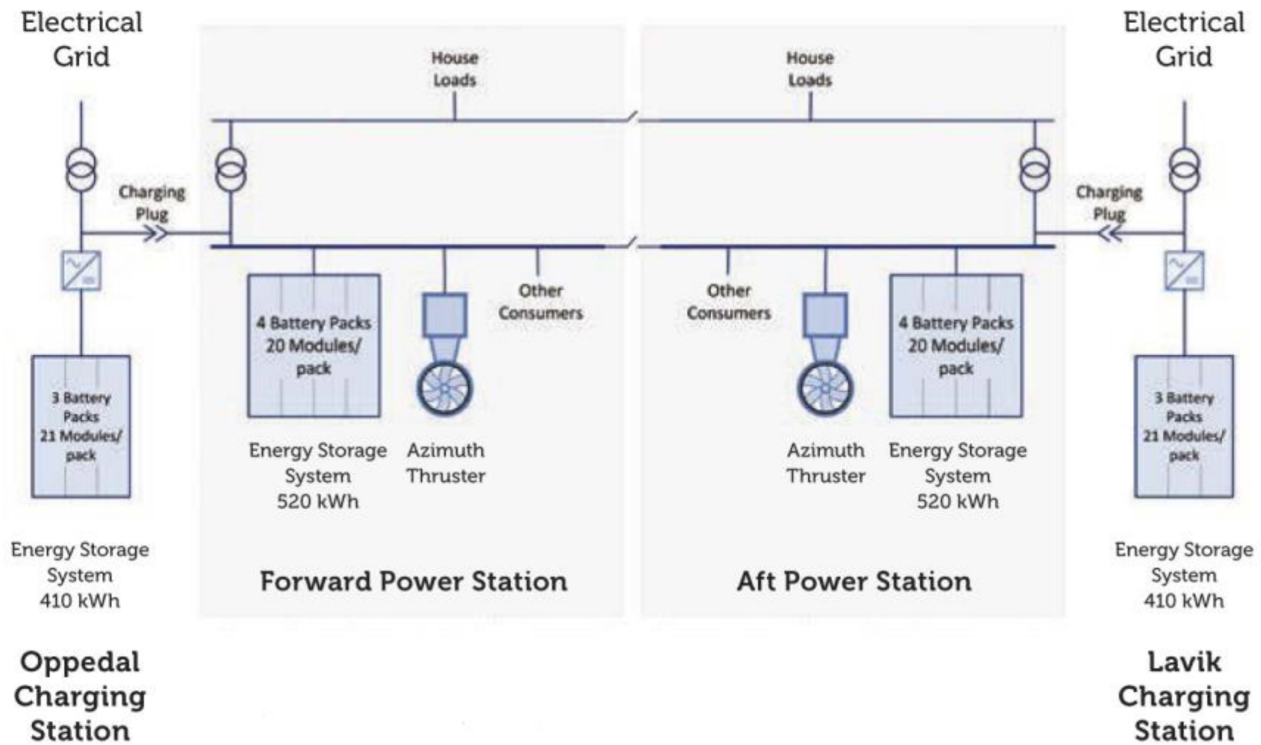 Electrical
Grid
Electrical
Grid
House
Loads
House
Loads
Charging
Plug
Charging
Plug
4 Battery Packs
20 Modules/
pack
Other
Consumers
Other
Consumers
4 Battery Packs
20 Modules/
pack
3 Battery
Packs
21 Modules/
pack
3 Battery
Packs
21 Modules/
pack
Energy Storage
System
520 kWh
Azimuth
Thruster
Azimuth
Thruster
Energy Storage
System
520 kWh
Energy Storage
System
410 kWh
Forward Power Station
Aft Power Station
Energy Storage
System
410 kWh
Oppedal
Charging
Station
Lavik
Charging
Station